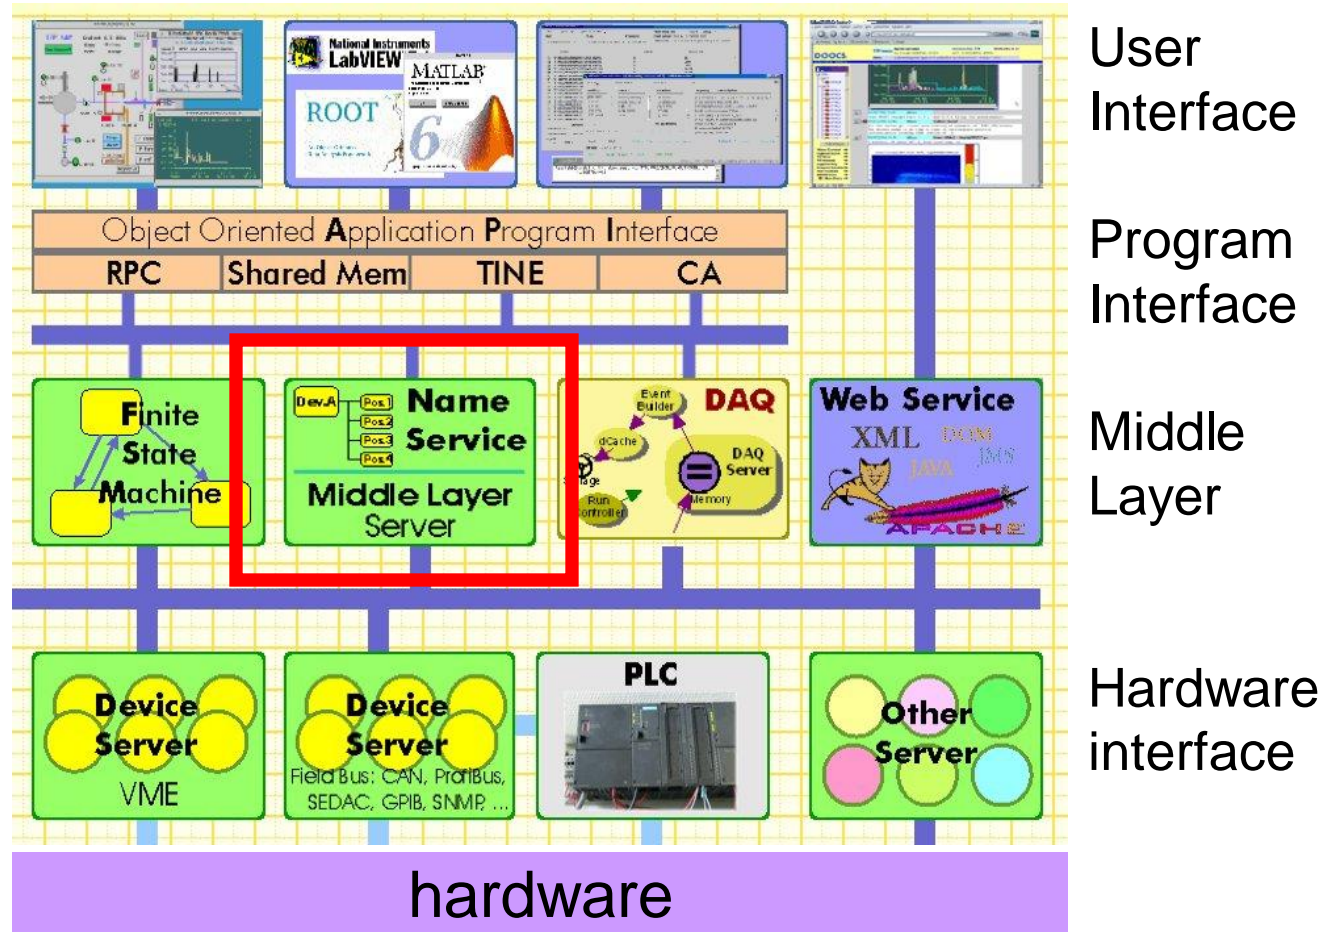 User
Interface
National Instruments
LabVIEW
MATLAB
ROOT
6
DOOCS
Object Oriented Application Program Interface
RPC
Shared Mem
TINE
CA
Program
Interface
Finite
State
Machine
Dev.A
Pos.1
Pos.2
Pos.3
Pos.4
Name
Service
Middle Layer
Server
DAQ
Event
Builder
dCache
DAQ
Server
Memory
Run
Controller
Web Service
XML
DOM
JAVA
JMS
APACHE
Middle
Layer
Device
Server
VME
Device
Server
Field Bus: CAN, ProfiBus,
SEDAC, GPIB, SNMP, ...
PLC
Other
Server
Hardware
interface
hardware